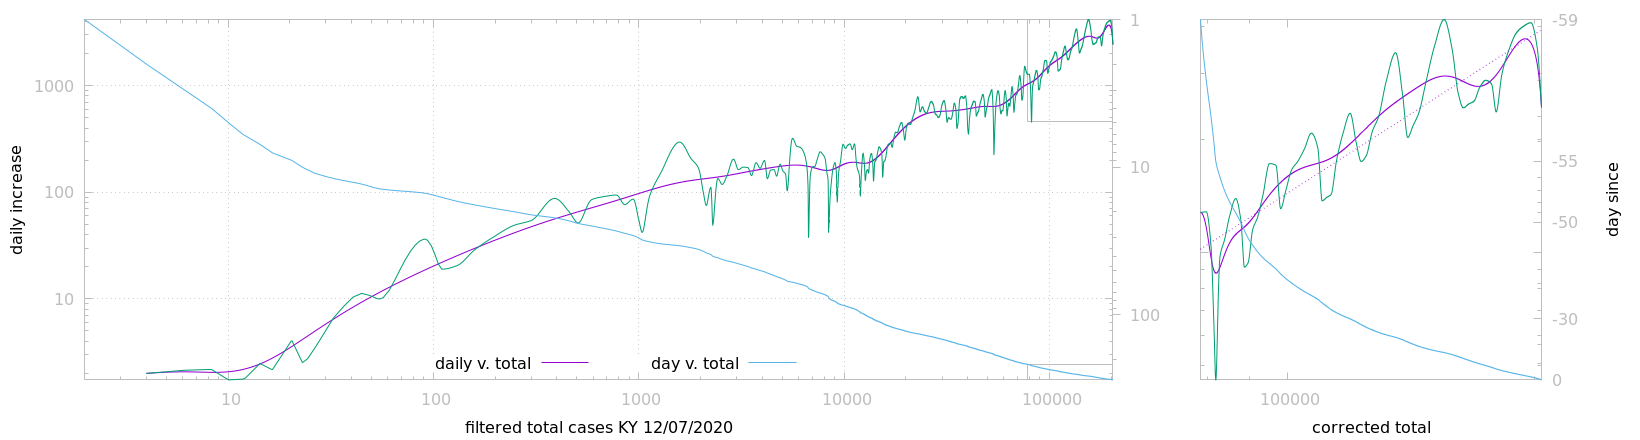 daily increase
1000
100
10
1
10
100
daily v. total
day v. total
10
100
1000
10000
100000
filtered total cases KY 12/07/2020
-59
-55
-50
-30
0
day since
100000
corrected total